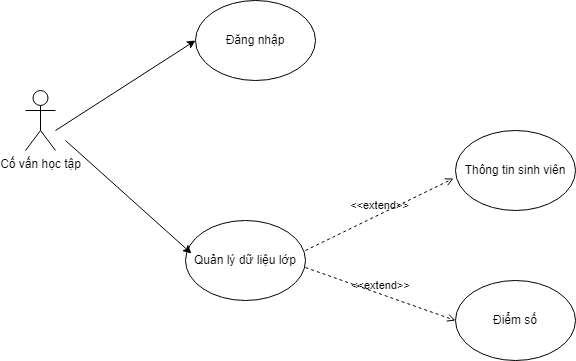 Đăng nhập
Cố vấn học tập
Thông tin sinh viên
<<extend>>
Quản lý dữ liệu lớp
<<extend>>
Điểm số